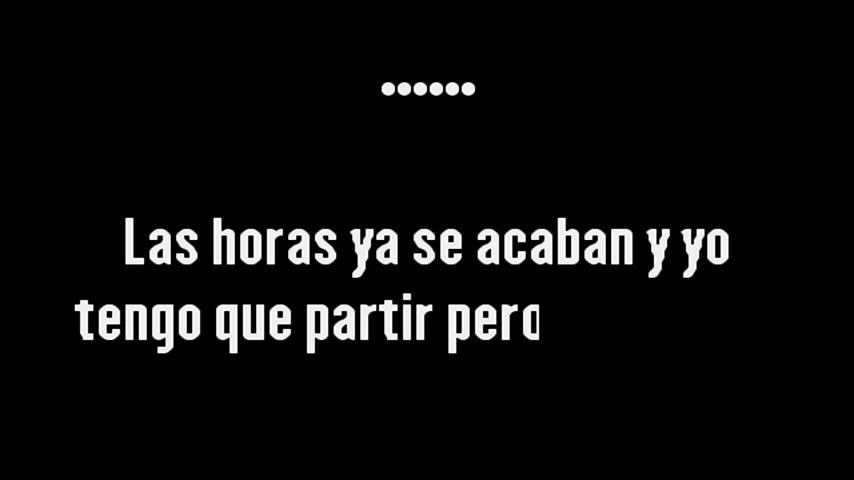 ......
Las horas ya se acaban y yo
tengo que partir pero